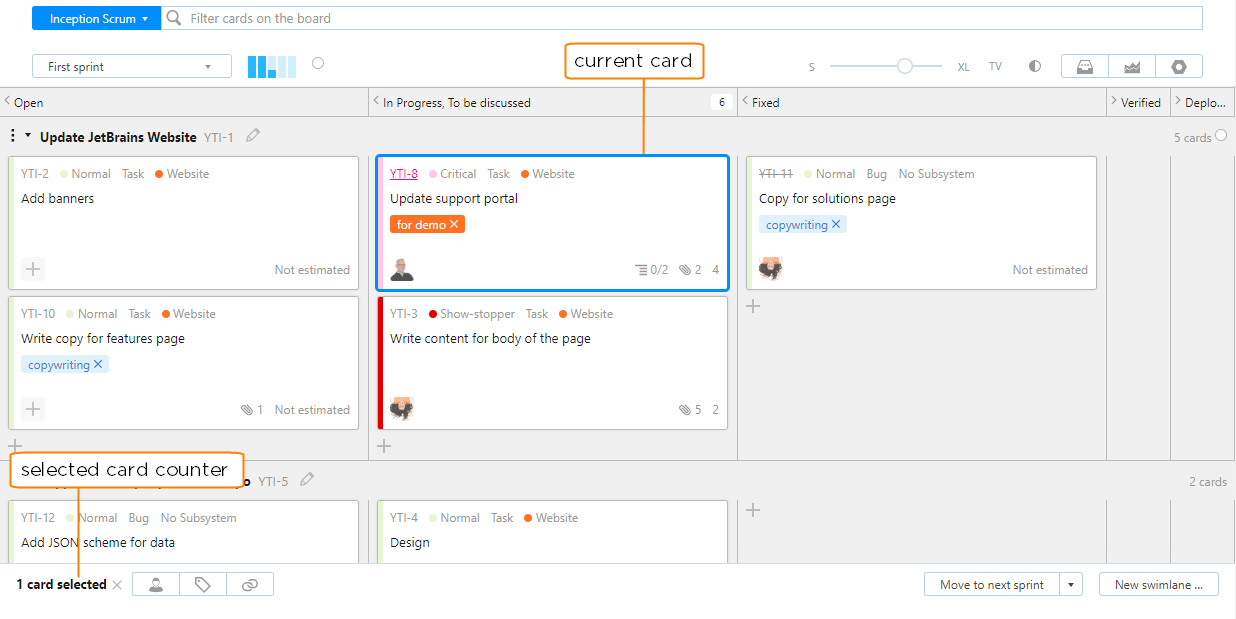 Inception Scrum
Filter cards on the board
First sprint
current card
S
XL
TV
Open
In Progress, To be discussed
6
Fixed
Verified
Deplo...
Update JetBrains Website YTI-1
5 cards
YTI-2 Normal Task Website
Add banners
Not estimated
YTI-8 Critical Task Website
Update support portal
for demo
0/2 2 4
YTI-11 Normal Bug No Subsystem
Copy for solutions page
copywriting
Not estimated
YTI-10 Normal Task Website
Write copy for features page
copywriting
1 Not estimated
YTI-3 Show-stopper Task Website
Write content for body of the page
5 2
selected card counter
YTI-5
2 cards
YTI-12 Normal Bug No Subsystem
Add JSON scheme for data
YTI-4 Normal Task Website
Design
1 card selected
Move to next sprint
New swimlane ...